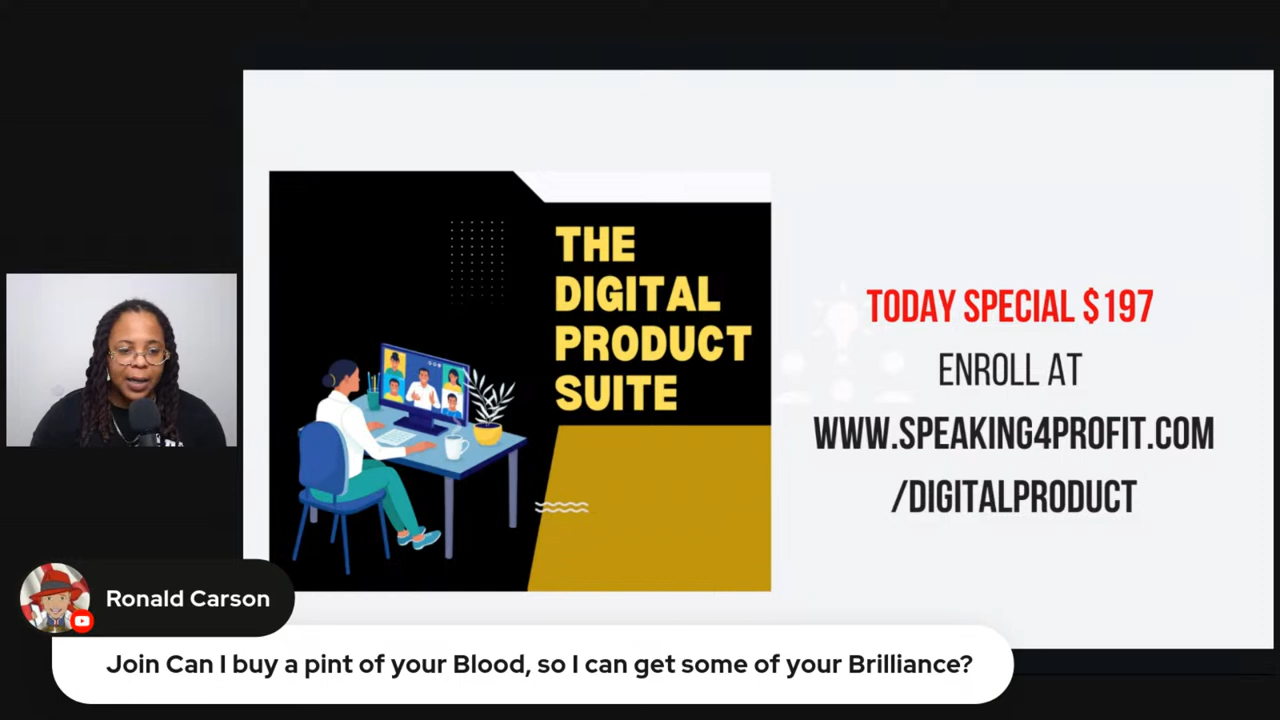 THE
DIGITAL
PRODUCT
SUITE
TODAY SPECIAL $197
ENROLL AT
WWW.SPEAKING4PROFIT.COM
/DIGITALPRODUCT
Ronald Carson
Join Can I buy a pint of your Blood, so I can get some of your Brilliance?